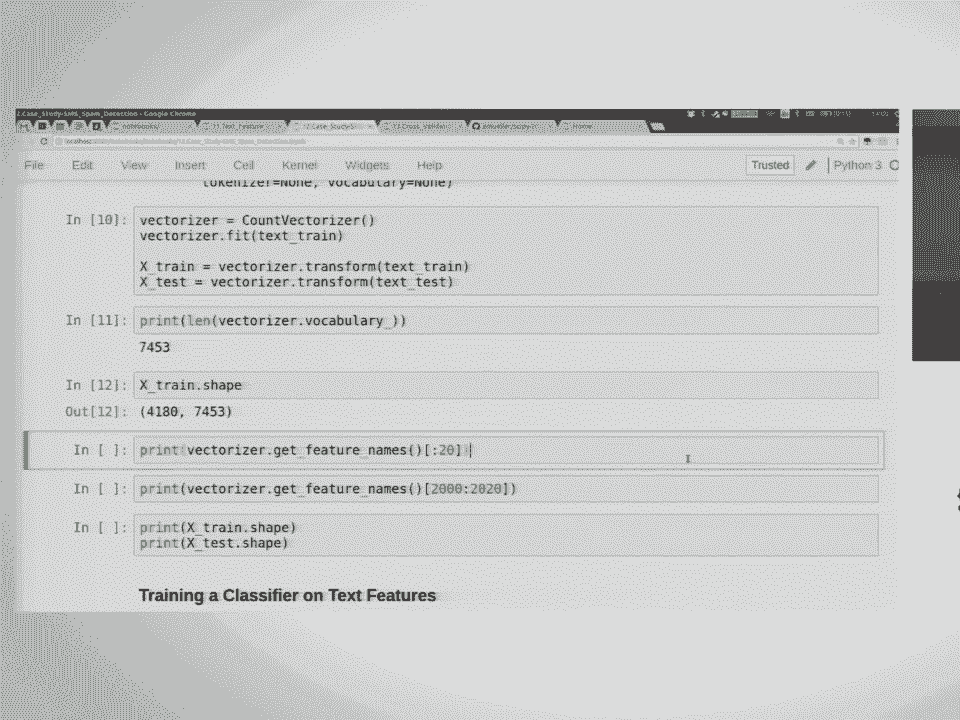 2.Case_Study-SMS_Spam_Detection - Google Chrome
File Edit View Insert Cell Kernel Widgets Help Trusted Python 3
tokenizer=None, vocabulary=None)
In [10]: vectorizer = CountVectorizer()
vectorizer.fit(text_train)
X_train = vectorizer.transform(text_train)
X_test = vectorizer.transform(text_test)
In [11]: print(len(vectorizer.vocabulary_))
7453
In [12]: X_train.shape
Out[12]: (4180, 7453)
In [ ]: print(vectorizer.get_feature_names()[:20])
In [ ]: print(vectorizer.get_feature_names()[2000:2020])
In [ ]: print(X_train.shape)
print(X_test.shape)
Training a Classifier on Text Features